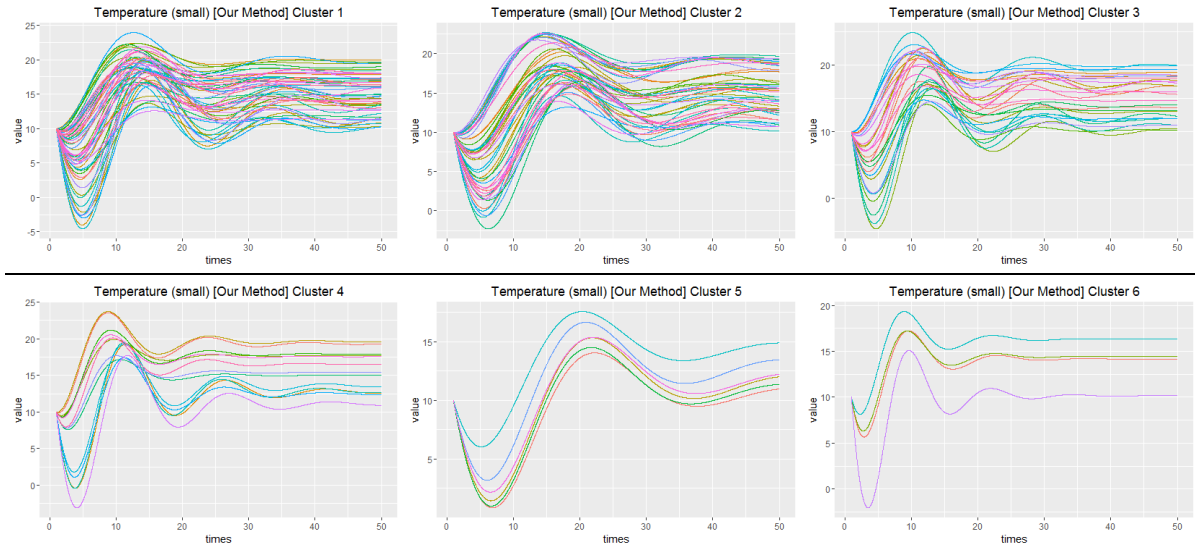 Temperature (small) [Our Method] Cluster 1
25
20
15
10
5
0
-5
value
0 10 20 30 40 50
times
Temperature (small) [Our Method] Cluster 2
20
15
10
5
0
value
0 10 20 30 40 50
times
Temperature (small) [Our Method] Cluster 3
20
10
0
value
0 10 20 30 40 50
times
Temperature (small) [Our Method] Cluster 4
25
20
15
10
5
0
value
0 10 20 30 40 50
times
Temperature (small) [Our Method] Cluster 5
15
10
5
value
0 10 20 30 40 50
times
Temperature (small) [Our Method] Cluster 6
20
15
10
5
0
value
0 10 20 30 40 50
times